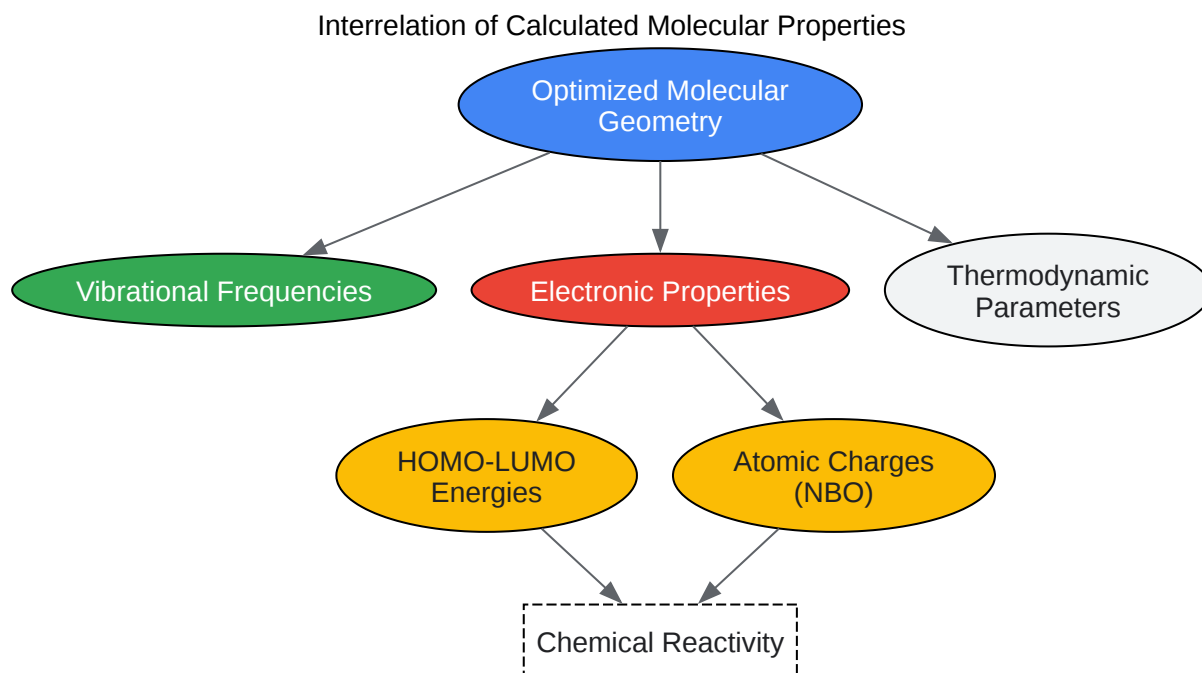 Interrelation of Calculated Molecular Properties
Optimized Molecular
Geometry
Vibrational Frequencies
Electronic Properties
Thermodynamic
Parameters
HOMO-LUMO
Energies
Atomic Charges
(NBO)
Chemical Reactivity